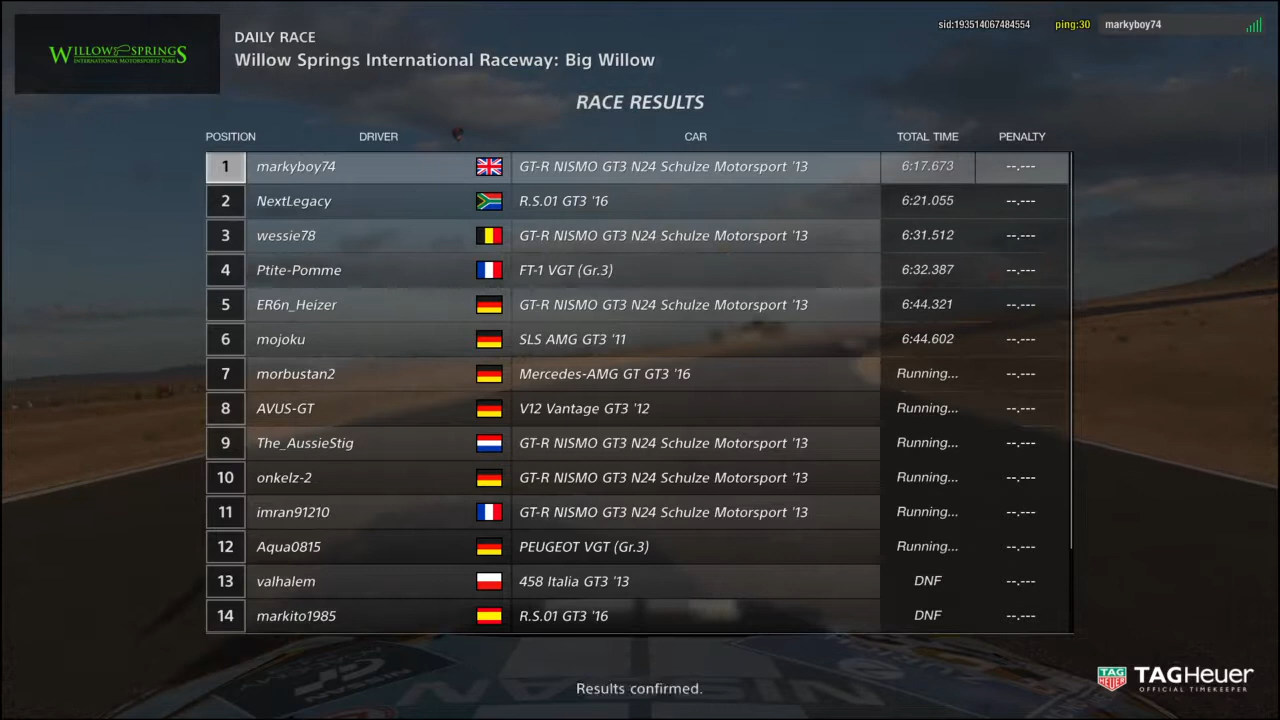 WILLOW SPRINGS
INTERNATIONAL MOTORSPORTS PARK
DAILY RACE
Willow Springs International Raceway: Big Willow
sid:193514067484554 ping:30 markyboy74
RACE RESULTS
POSITION DRIVER CAR TOTAL TIME PENALTY
1 markyboy74 GT-R NISMO GT3 N24 Schulze Motorsport '13 6:17.673 --.---
2 NextLegacy R.S.01 GT3 '16 6:21.055 --.---
3 wessie78 GT-R NISMO GT3 N24 Schulze Motorsport '13 6:31.512 --.---
4 Ptite-Pomme FT-1 VGT (Gr.3) 6:32.387 --.---
5 ER6n_Heizer GT-R NISMO GT3 N24 Schulze Motorsport '13 6:44.321 --.---
6 mojoku SLS AMG GT3 '11 6:44.602 --.---
7 morbustan2 Mercedes-AMG GT GT3 '16 Running... --.---
8 AVUS-GT V12 Vantage GT3 '12 Running... --.---
9 The_AussieStig GT-R NISMO GT3 N24 Schulze Motorsport '13 Running... --.---
10 onkelz-2 GT-R NISMO GT3 N24 Schulze Motorsport '13 Running... --.---
11 imran91210 GT-R NISMO GT3 N24 Schulze Motorsport '13 Running... --.---
12 Aqua0815 PEUGEOT VGT (Gr.3) Running... --.---
13 valhalem 458 Italia GT3 '13 DNF --.---
14 markito1985 R.S.01 GT3 '16 DNF --.---
Results confirmed.
TAG HEUER TAGHeuer
OFFICIAL TIMEKEEPER